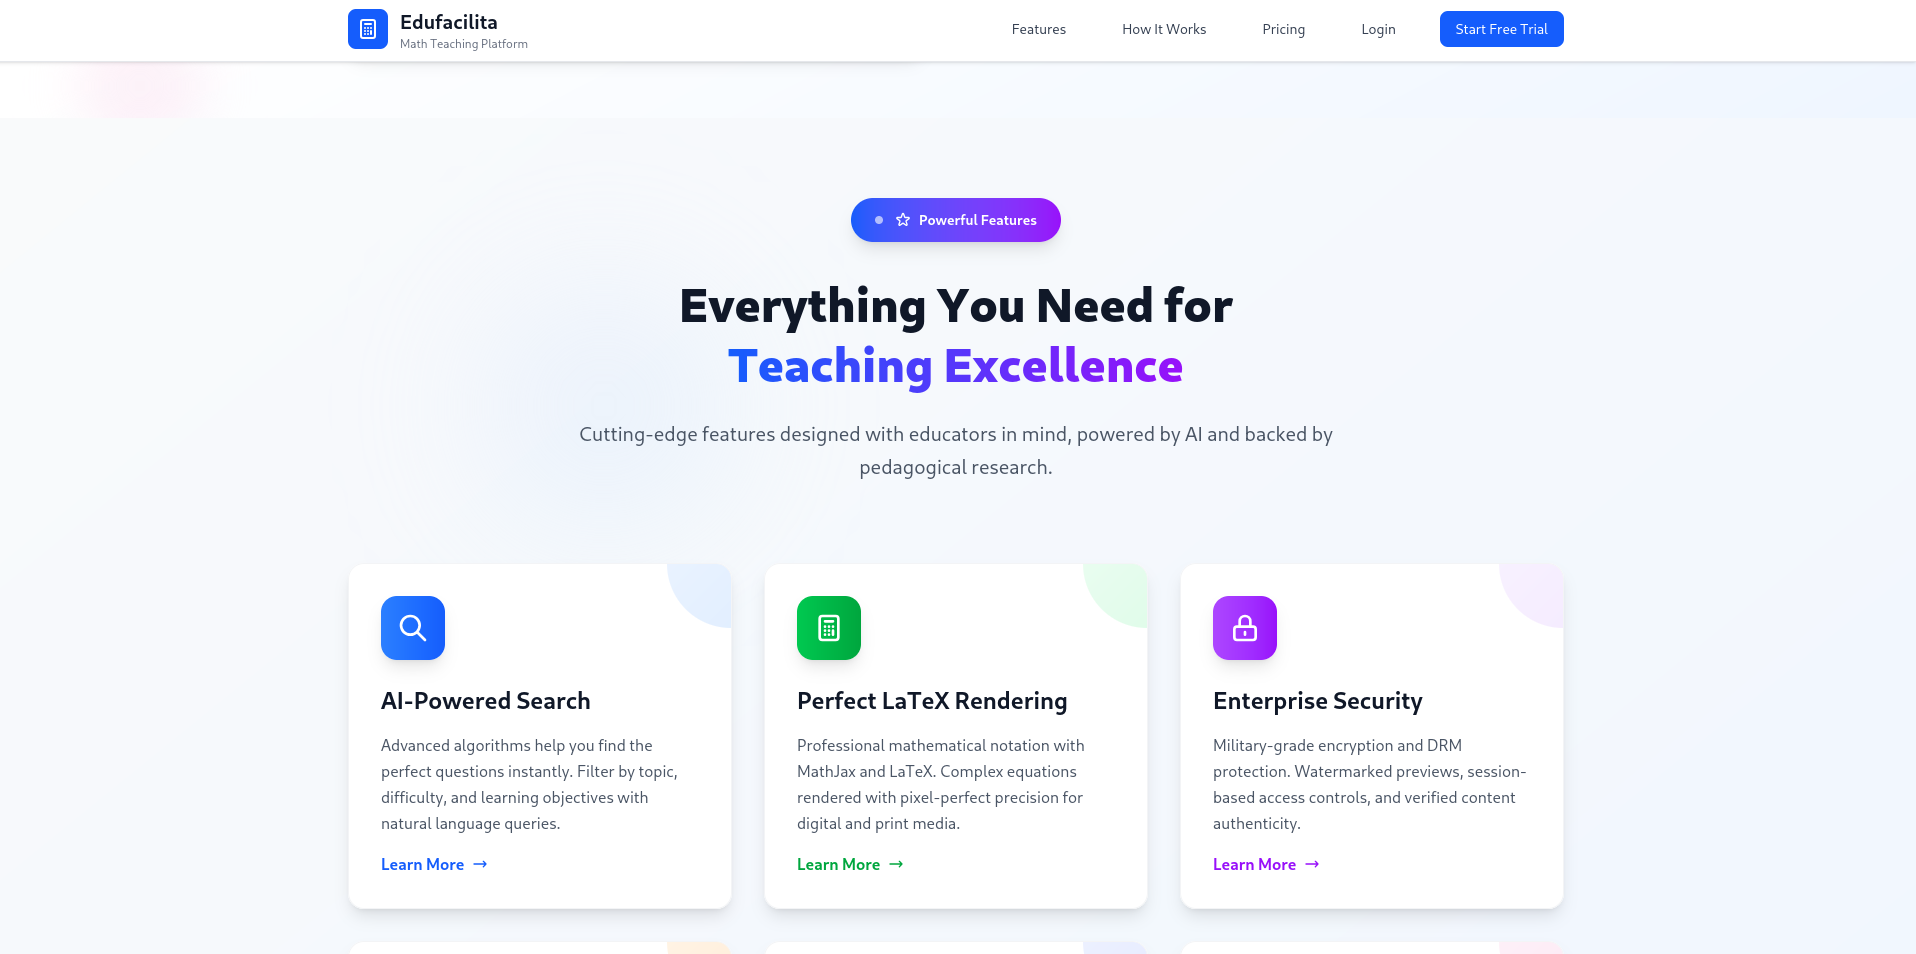 Edufacilita
Math Teaching Platform
Features
How It Works
Pricing
Login
Start Free Trial
Powerful Features
Everything You Need for
Teaching Excellence
Cutting-edge features designed with educators in mind, powered by AI and backed by
pedagogical research.
AI-Powered Search
Advanced algorithms help you find the
perfect questions instantly. Filter by topic,
difficulty, and learning objectives with
natural language queries.
Learn More →
Perfect LaTeX Rendering
Professional mathematical notation with
MathJax and LaTeX. Complex equations
rendered with pixel-perfect precision for
digital and print media.
Learn More →
Enterprise Security
Military-grade encryption and DRM
protection. Watermarked previews, session-
based access controls, and verified content
authenticity.
Learn More →